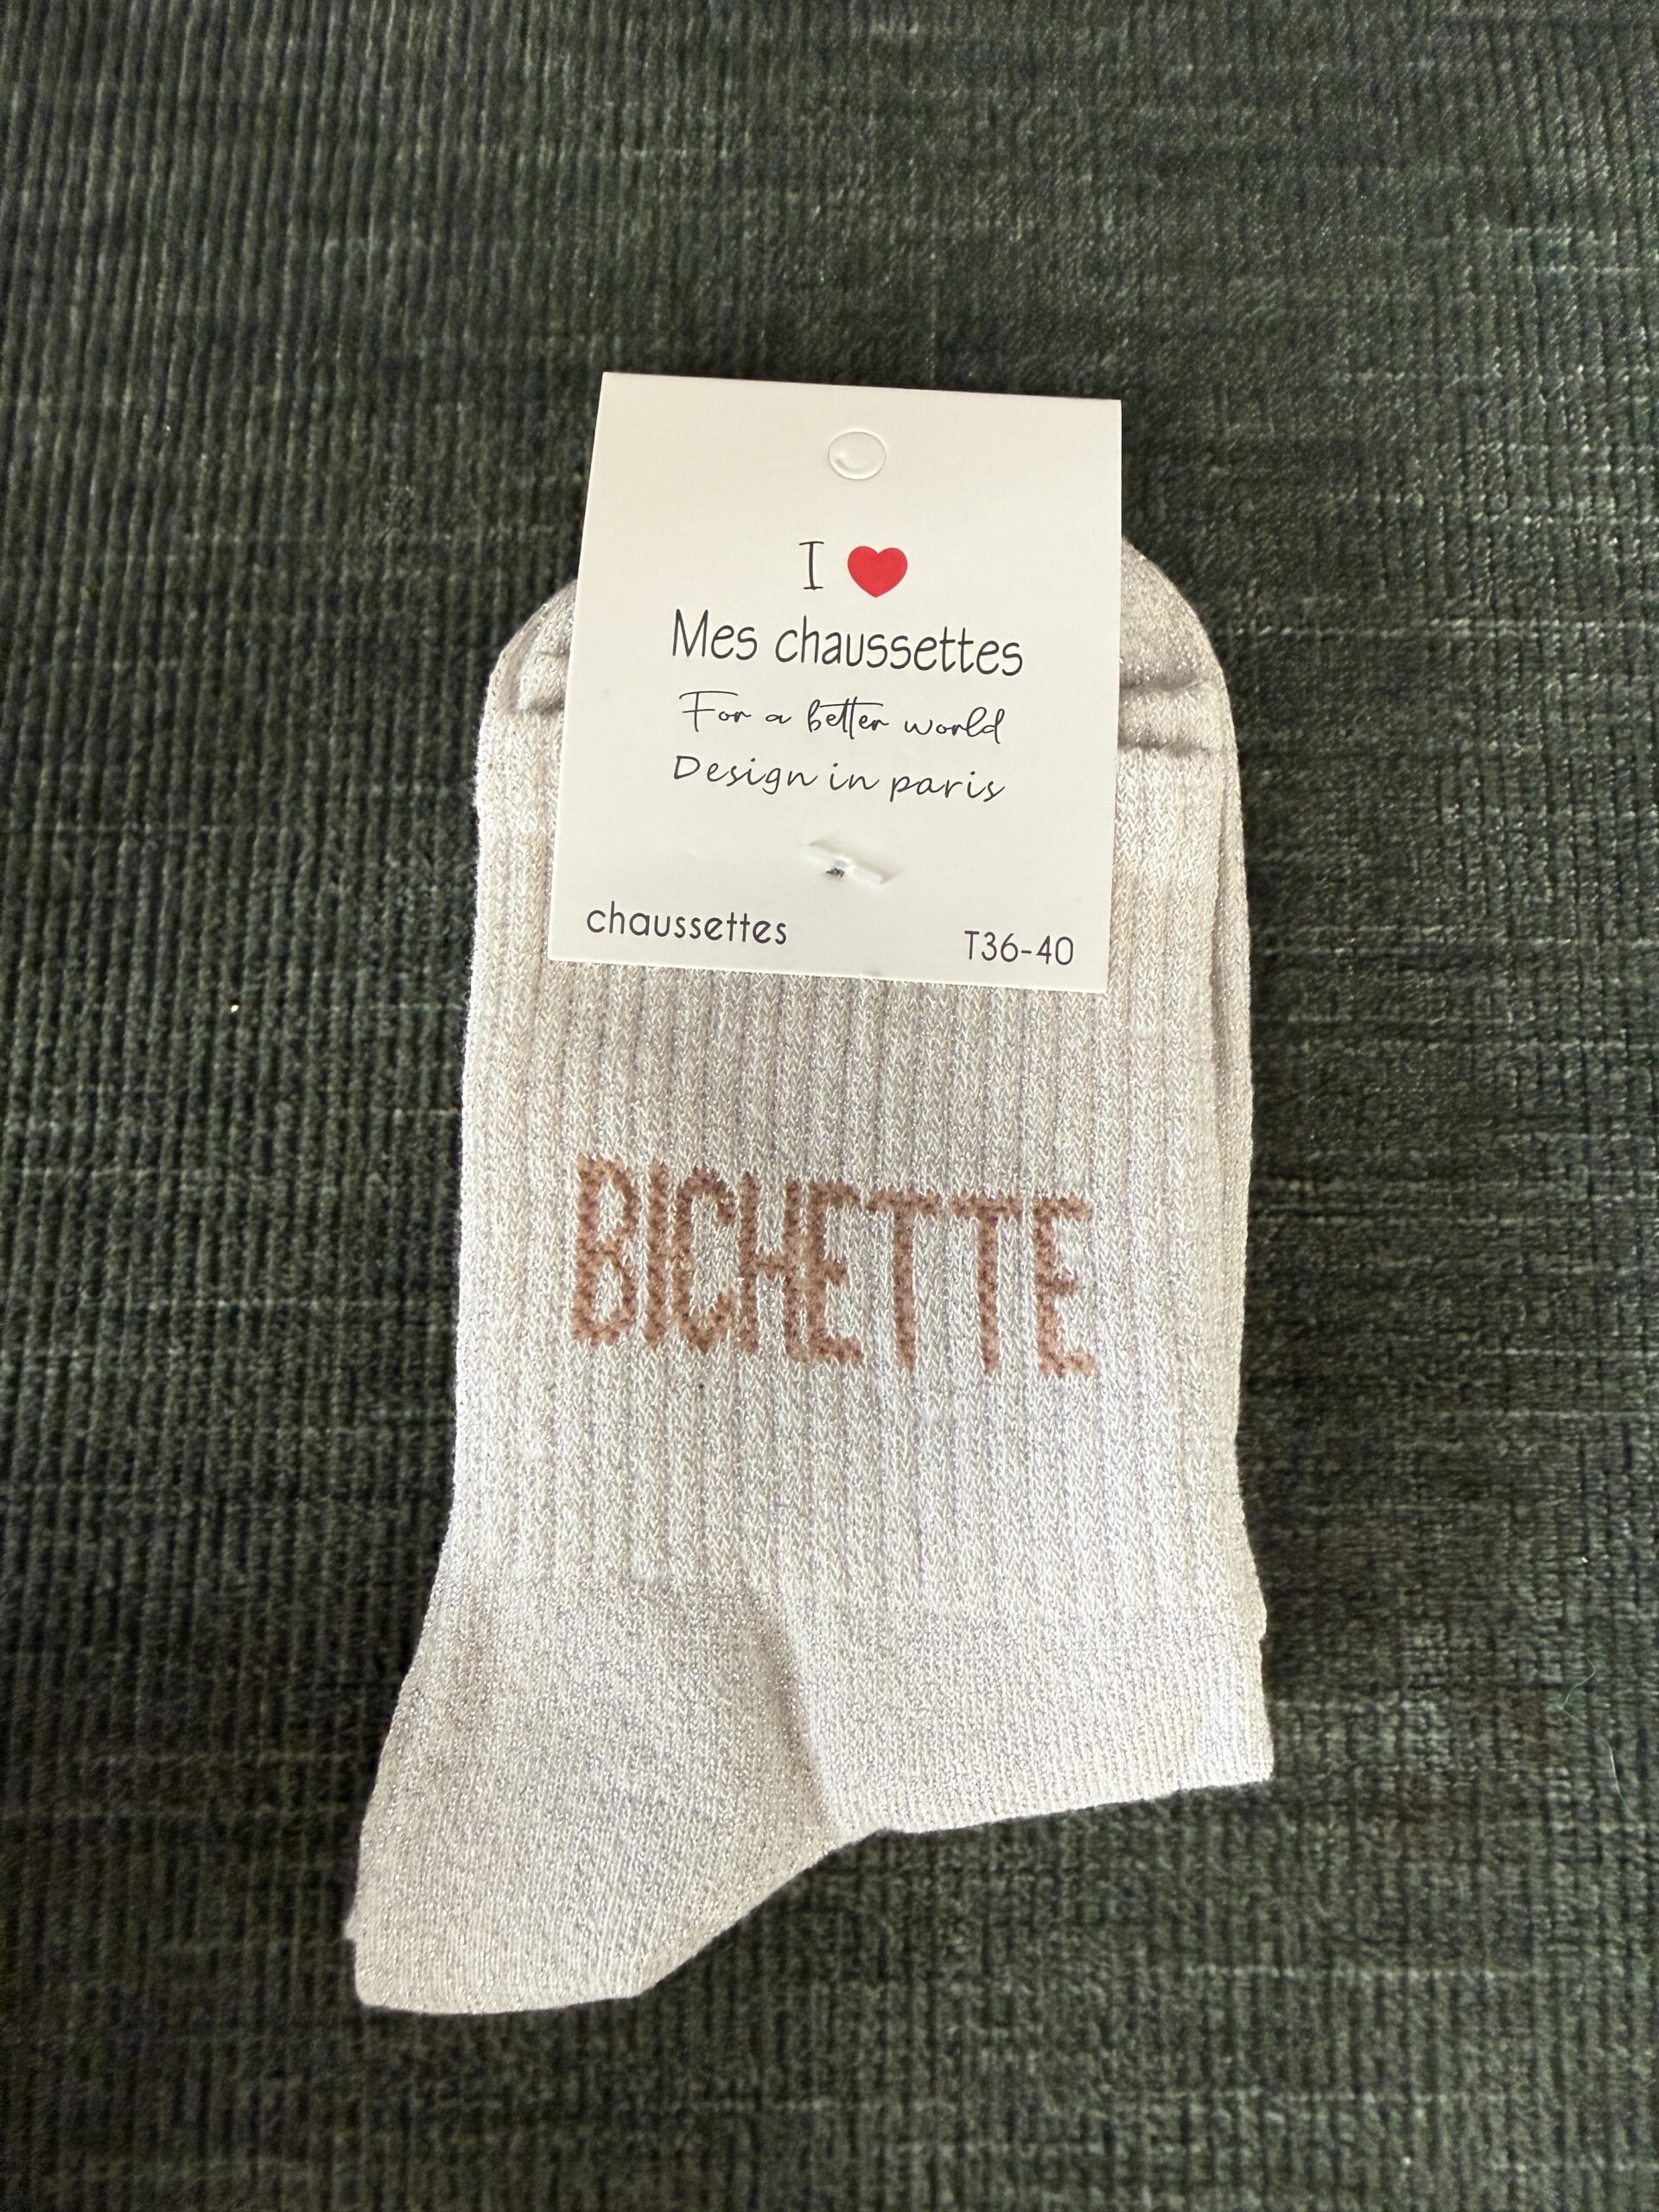 I
Mes chaussettes
For a better world
Design in paris
chaussettes T36-40
BICHETTE